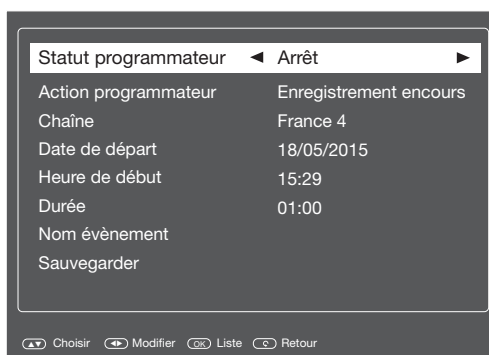 Statut programmateur ◄ Arrêt ►
Action programmateur Enregistrement encours
Chaîne France 4
Date de départ 18/05/2015
Heure de début 15:29
Durée 01:00
Nom évènement
Sauvegarder
▲▼ Choisir ◄► Modifier OK Liste Retour